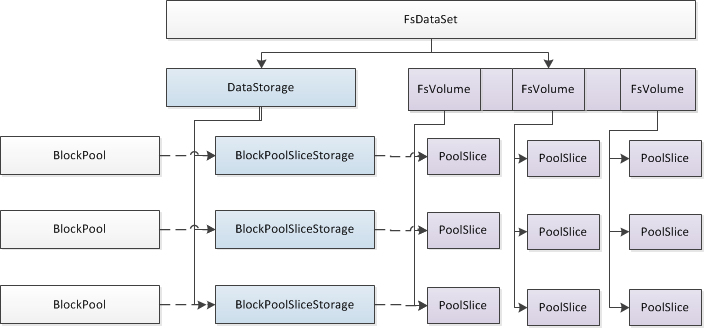 FsDataSet
DataStorage
FsVolume
FsVolume
FsVolume
BlockPool
BlockPoolSliceStorage
PoolSlice
PoolSlice
PoolSlice
BlockPool
BlockPoolSliceStorage
PoolSlice
PoolSlice
PoolSlice
BlockPool
BlockPoolSliceStorage
PoolSlice
PoolSlice
PoolSlice